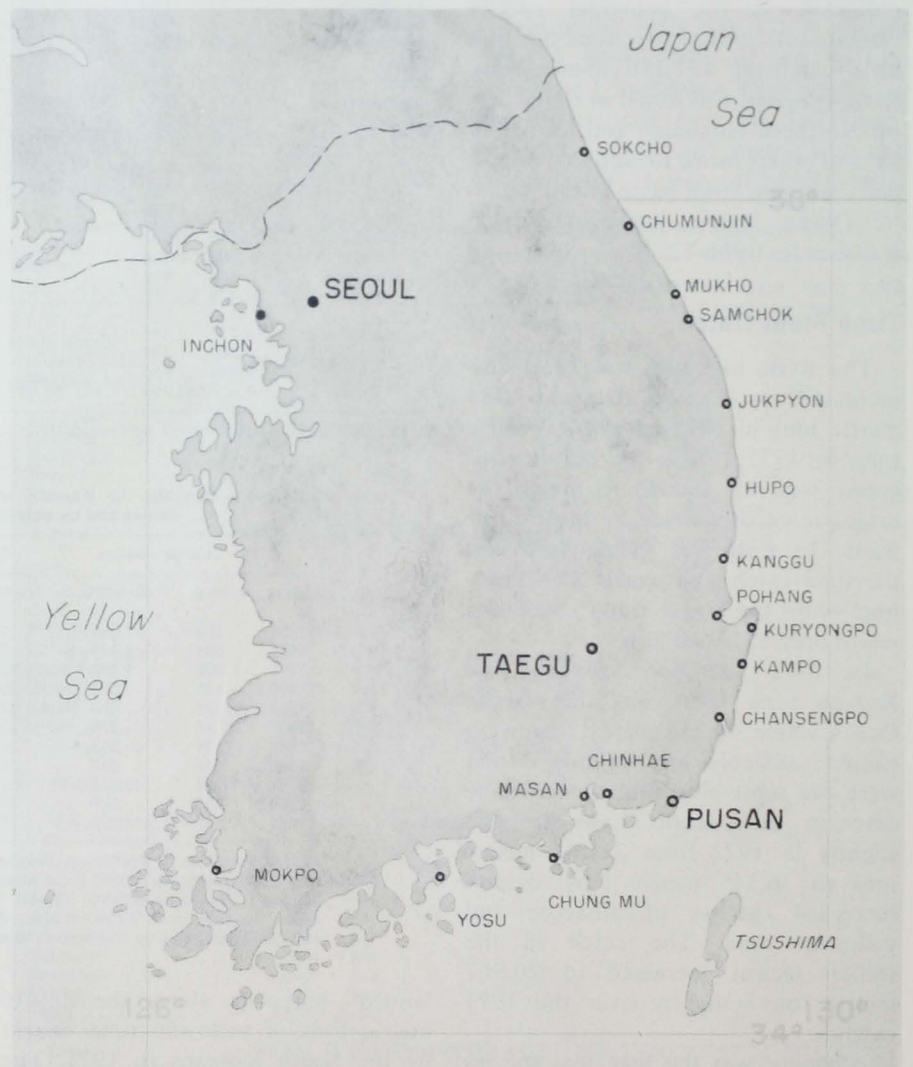 Japan
Sea
SOKCHO
38°
CHUMUNJIN
SEOUL
MUKHO
SAMCHOK
INCHON
JUKPYON
HUPO
KANGGU
POHANG
Yellow
KURYONGPO
TAEGU
KAMPO
Sea
CHANSENGPO
CHINHAE
MASAN
PUSAN
MOKPO
CHUNG MU
YOSU
TSUSHIMA
126°
130°
34°